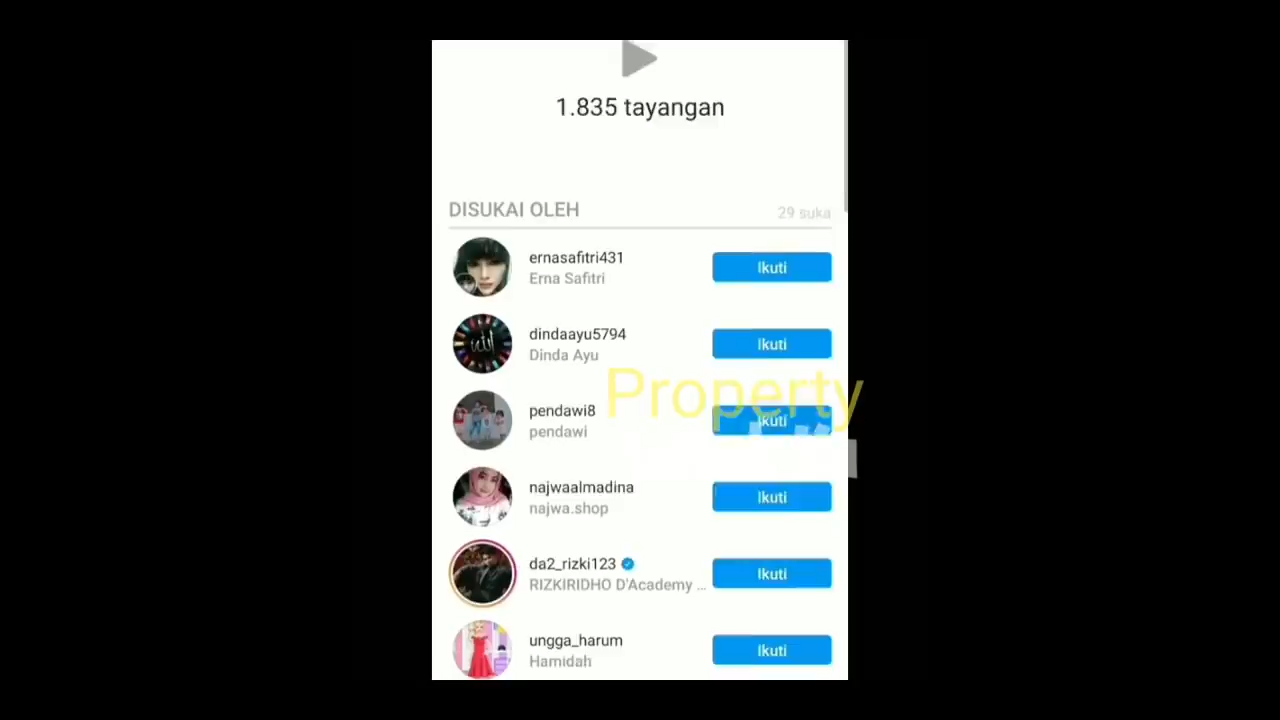 1.835 tayangan
DISUKAI OLEH
29 suka
ernasafitri431
Erna Safitri
Ikuti
dindaayu5794
Dinda Ayu
Ikuti
Property
pendawi8
pendawi
Ikuti
najwaalmadina
najwa.shop
Ikuti
da2_rizki123
RIZKIRIDHO D'Academy ...
Ikuti
ungga_harum
Hamidah
Ikuti